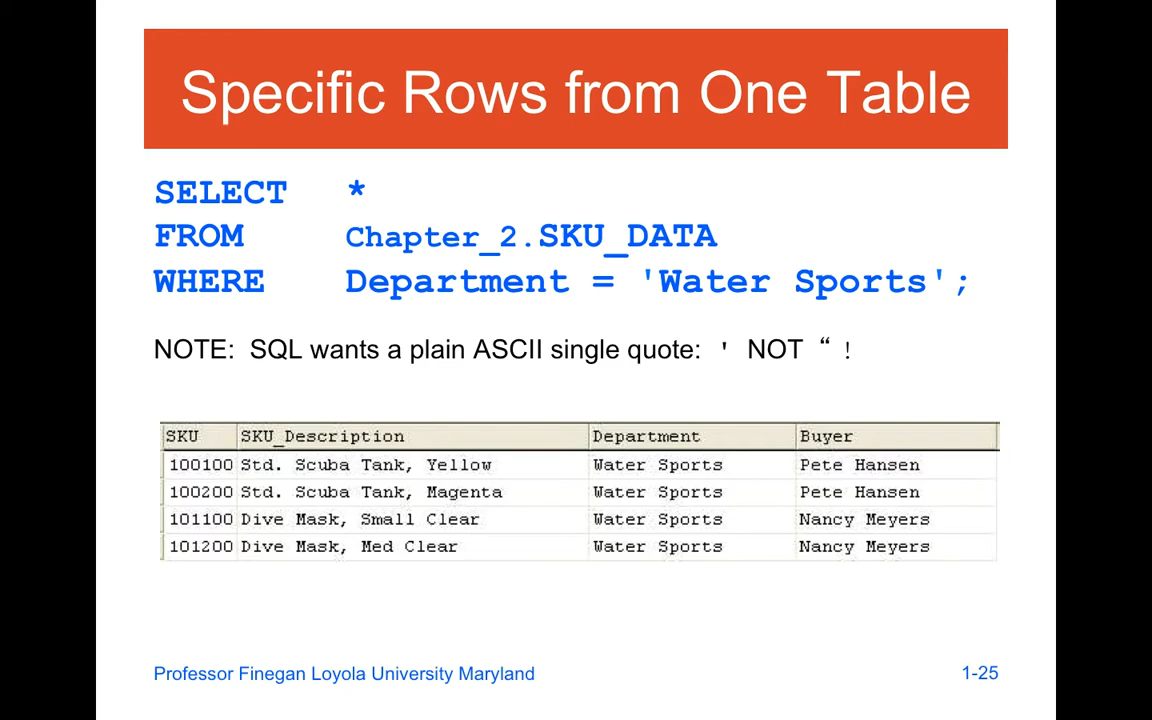 Specific Rows from One Table
SELECT *
FROM Chapter_2.SKU_DATA
WHERE Department = 'Water Sports';
NOTE: SQL wants a plain ASCII single quote: ' NOT “ !
SKU SKU_Description Department Buyer
100100 Std. Scuba Tank, Yellow Water Sports Pete Hansen
100200 Std. Scuba Tank, Magenta Water Sports Pete Hansen
101100 Dive Mask, Small Clear Water Sports Nancy Meyers
101200 Dive Mask, Med Clear Water Sports Nancy Meyers
Professor Finegan Loyola University Maryland 1-25